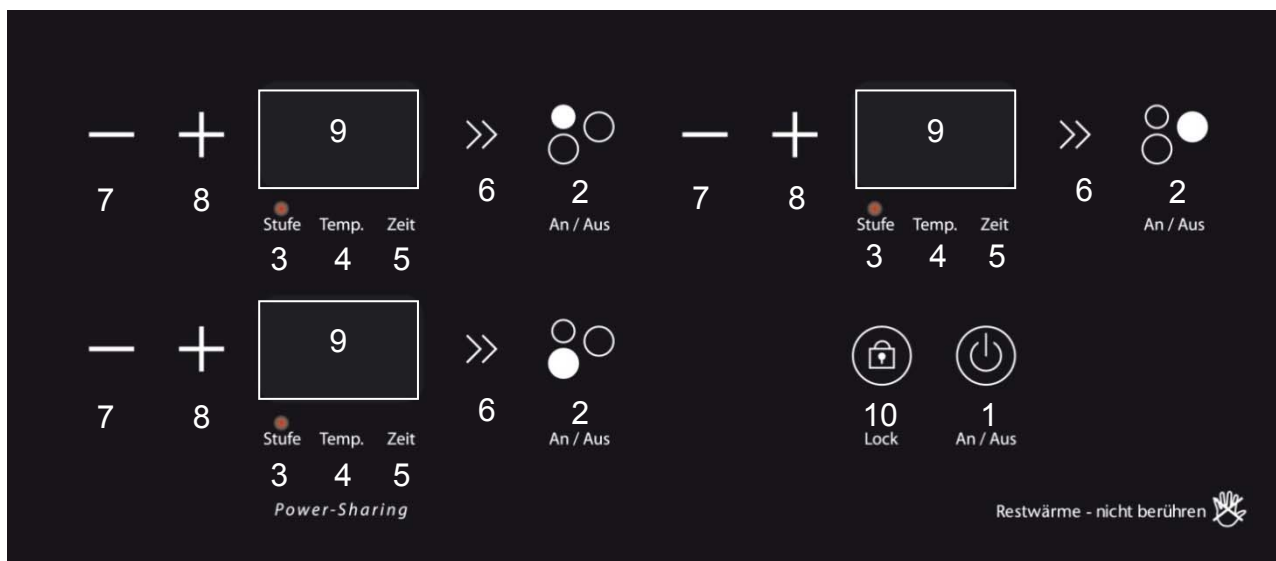 9 9
7 8 6 2 7 8 6 2
Stufe Temp. Zeit An / Aus Stufe Temp. Zeit An / Aus
3 4 5 3 4 5
9
7 8 6 2 10 1
Stufe Temp. Zeit An / Aus Lock An / Aus
3 4 5
Power-Sharing
Restwärme - nicht berühren